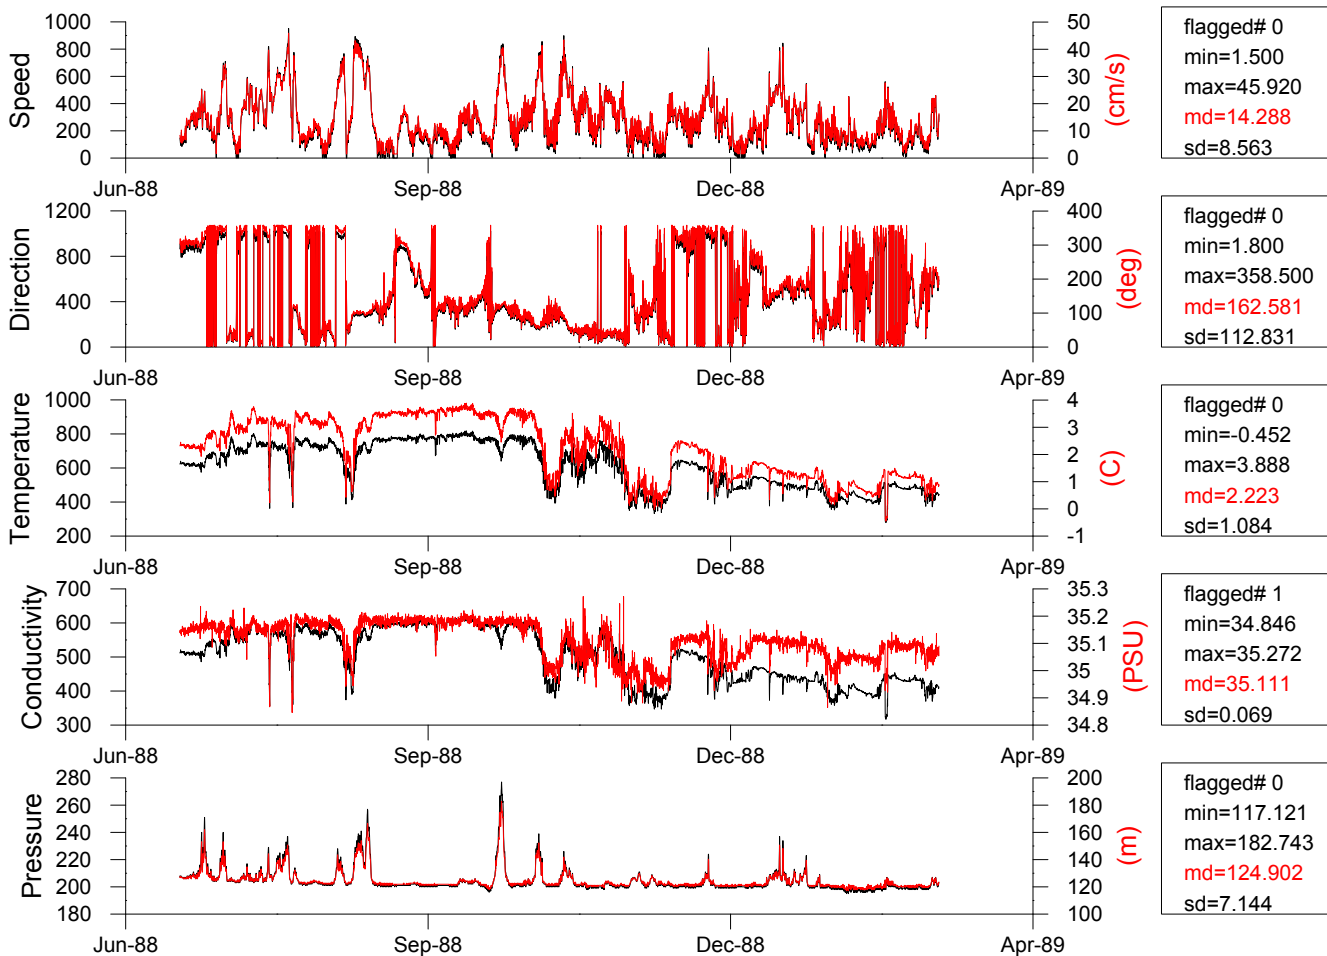 1000
800
600
400
200
0
Speed
50
40
30
20
10
0
(cm/s)
Jun-88
Sep-88
Dec-88
Apr-89
flagged# 0
min=1.500
max=45.920
md=14.288
sd=8.563
1200
800
400
0
Direction
400
300
200
100
0
(deg)
Jun-88
Sep-88
Dec-88
Apr-89
flagged# 0
min=1.800
max=358.500
md=162.581
sd=112.831
1000
800
600
400
200
Temperature
4
3
2
1
0
-1
(C)
Jun-88
Sep-88
Dec-88
Apr-89
flagged# 0
min=-0.452
max=3.888
md=2.223
sd=1.084
700
600
500
400
300
Conductivity
35.3
35.2
35.1
35
34.9
34.8
(PSU)
Jun-88
Sep-88
Dec-88
Apr-89
flagged# 1
min=34.846
max=35.272
md=35.111
sd=0.069
280
260
240
220
200
180
Pressure
200
180
160
140
120
100
(m)
Jun-88
Sep-88
Dec-88
Apr-89
flagged# 0
min=117.121
max=182.743
md=124.902
sd=7.144